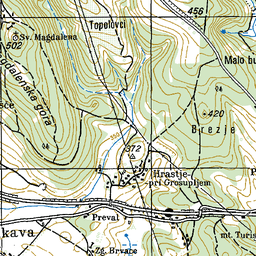 456
Topolovci
502
Sv. Magdalena
Malo bu
Magdalenska gora
šče
420
Brezje
372
Hrastje-
pri Grosupljem
P
Preval
kava
Zg. Brvace
mt. Turis